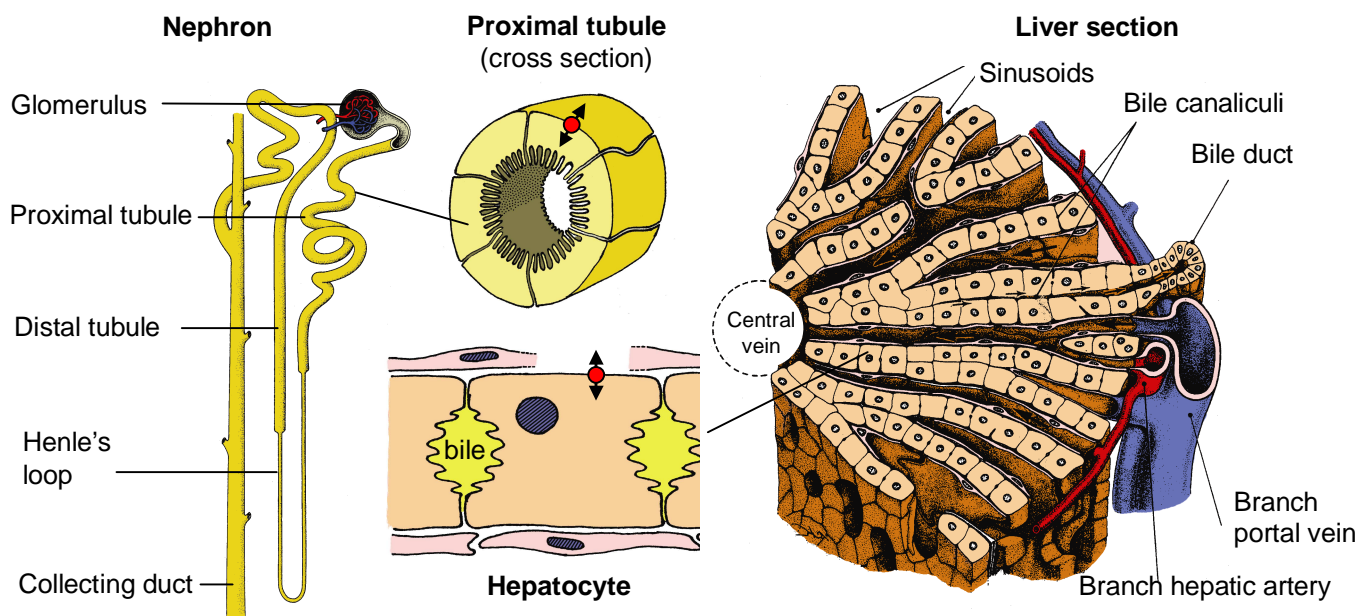 Nephron
Glomerulus
Proximal tubule
Distal tubule
Henle's
loop
Collecting duct
Proximal tubule
(cross section)
bile
Hepatocyte
Liver section
Sinusoids
Bile canaliculi
Bile duct
Central
vein
Branch
portal vein
Branch hepatic artery